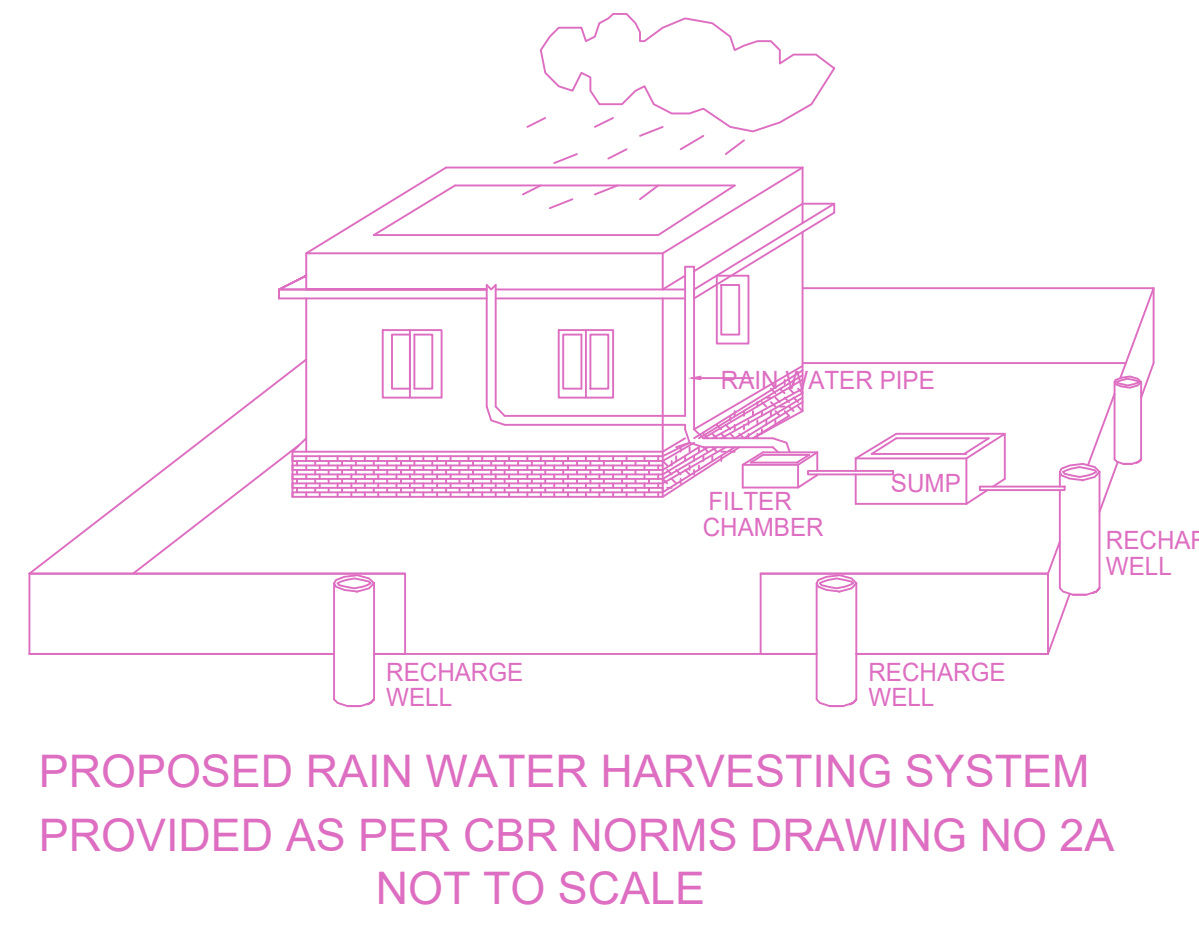 RAIN WATER PIPE
SUMP
FILTER
CHAMBER
RECHAR
WELL
RECHARGE
WELL
RECHARGE
WELL
PROPOSED RAIN WATER HARVESTING SYSTEM
PROVIDED AS PER CBR NORMS DRAWING NO 2A
NOT TO SCALE